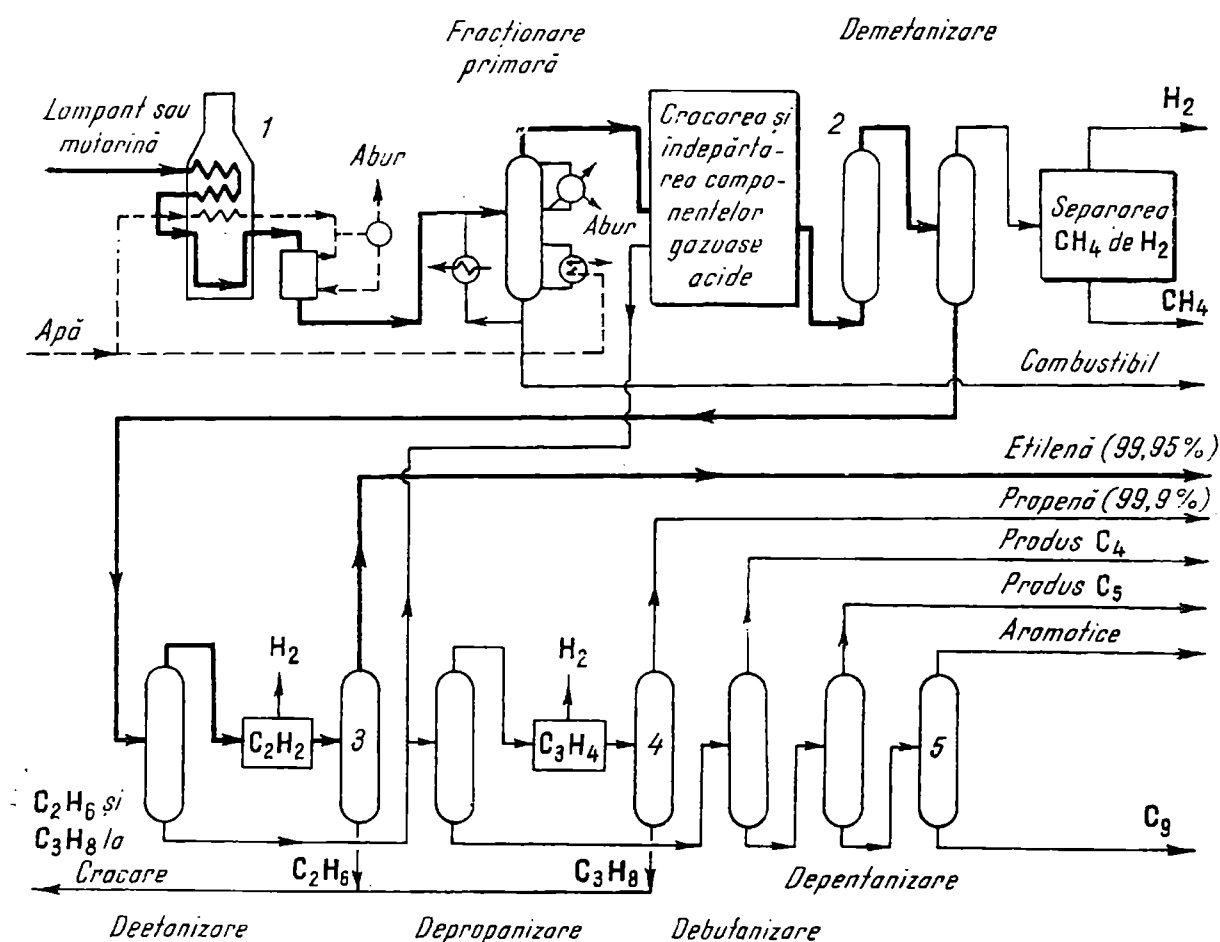 Fracționare
primară
Demetanizare
Lampant sau
motorină
1
Abur
Abur
Cracarea și
îndepărta-
rea compo-
nentelor
gazoase
acide
2
H₂
Separarea
CH₄ de H₂
CH₄
Apă
Combustibil
Etilenă (99,95%)
Propenă (99,9%)
Produs C₄
Produs C₅
Aromatice
H₂
H₂
C₂H₂
3
C₃H₄
4
5
C₂H₆ și
C₃H₈ la
Cracare
C₂H₆
C₃H₈
C₉
Depentanizare
Deetanizare
Depropanizare
Debutanizare